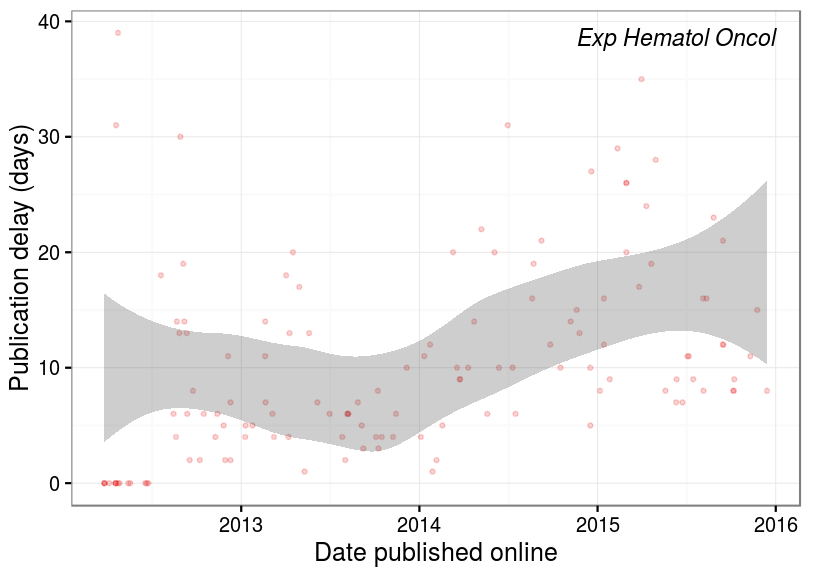 Exp Hematol Oncol
Publication delay (days)
40
30
20
10
0
2013 2014 2015 2016
Date published online